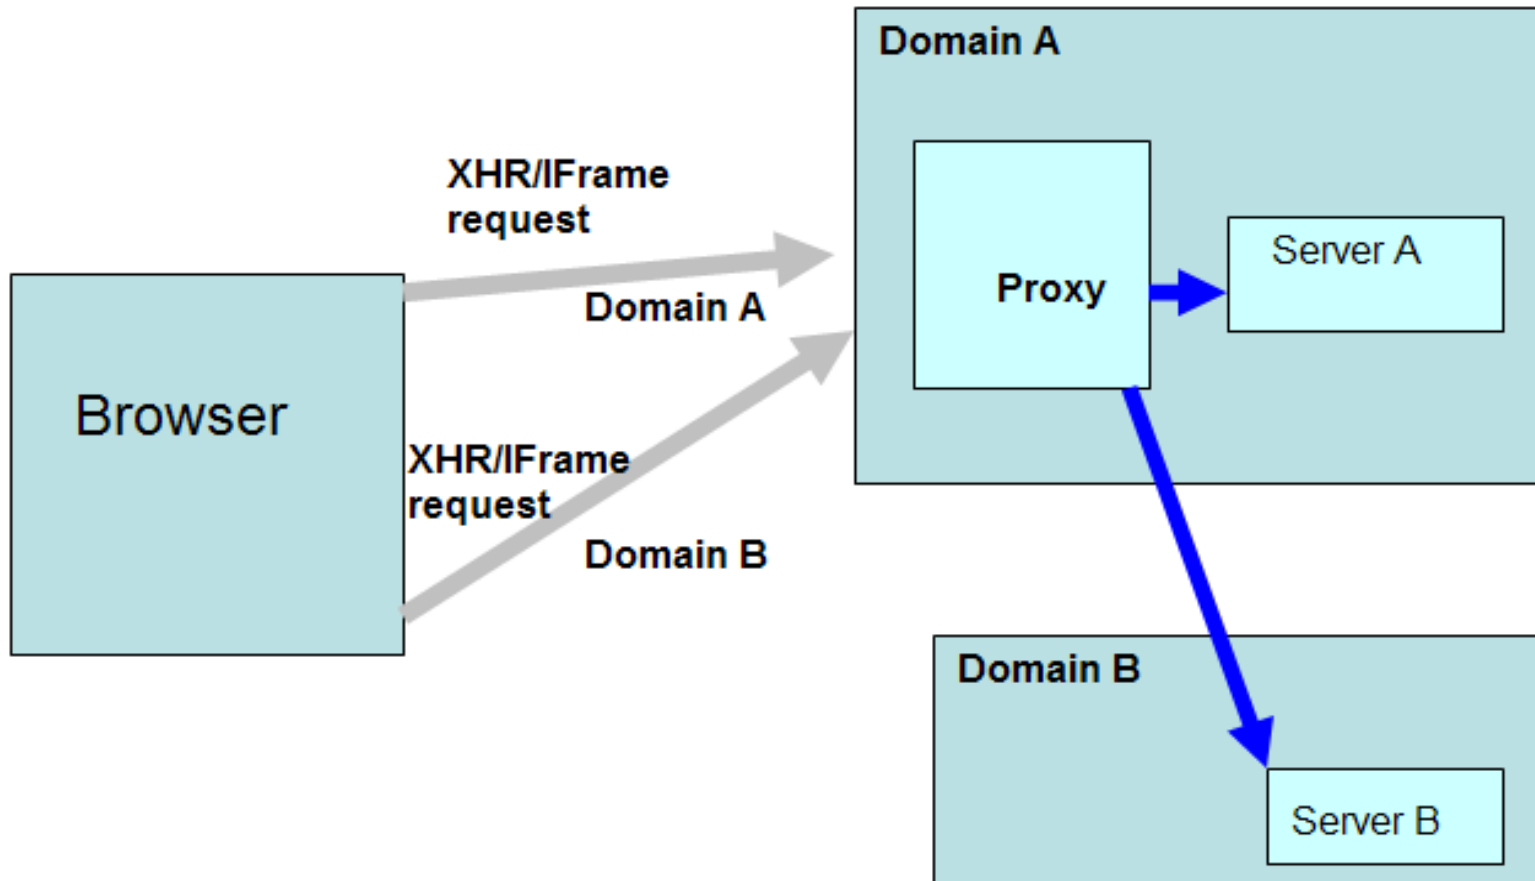 Domain A
XHR/IFrame
request
Domain A
Proxy
Server A
Browser
XHR/IFrame
request
Domain B
Domain B
Server B